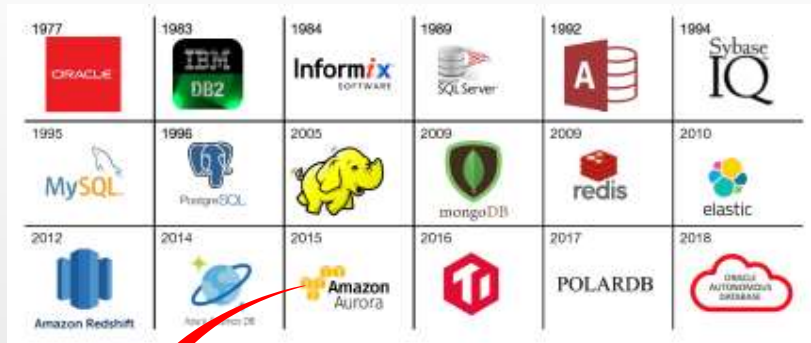 1977
ORACLE
1983
IBM
DB2
1984
Informix
SOFTWARE
1989
SQL Server
1992
A
1994
Sybase
IQ
1995
MySQL
1996
PostgreSQL
2005
2009
mongoDB
2009
redis
2010
elastic
2012
Amazon Redshift
2014
2015
Amazon
Aurora
2016
2017
POLARDB
2018
ORACLE
AUTONOMOUS
DATABASE